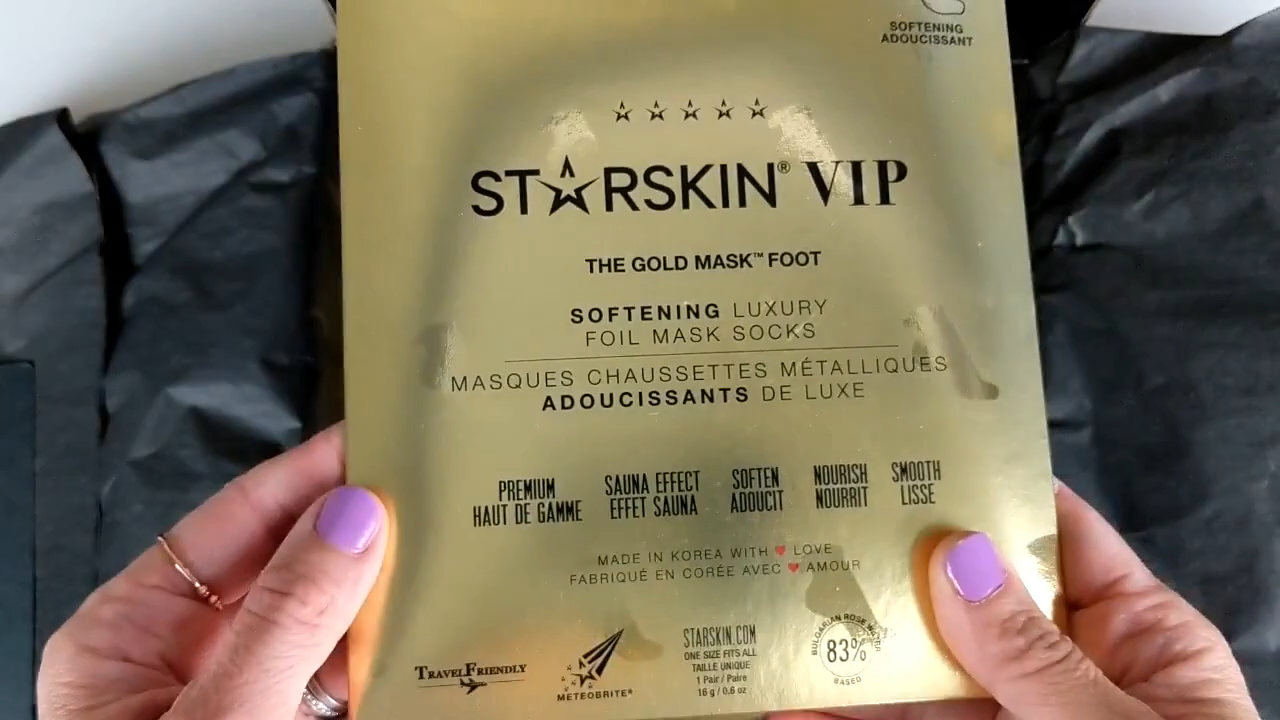 SOFTENING
ADOUCISSANT
STARSKIN® VIP
THE GOLD MASK™ FOOT
SOFTENING LUXURY
FOIL MASK SOCKS
MASQUES CHAUSSETTES MÉTALLIQUES
ADOUCISSANTS DE LUXE
PREMIUM
HAUT DE GAMME
SAUNA EFFECT
EFFET SAUNA
SOFTEN
ADOUCIT
NOURISH
NOURRIT
SMOOTH
LISSE
MADE IN KOREA WITH ♥ LOVE
FABRIQUÉ EN CORÉE AVEC ♥ AMOUR
TRAVELFRIENDLY
METEOBRITE®
STARSKIN.COM
ONE SIZE FITS ALL
TAILLE UNIQUE
1 Pair / Paire
16 g / 0.6 oz
BULGARIAN ROSE WATER
83%
BASED